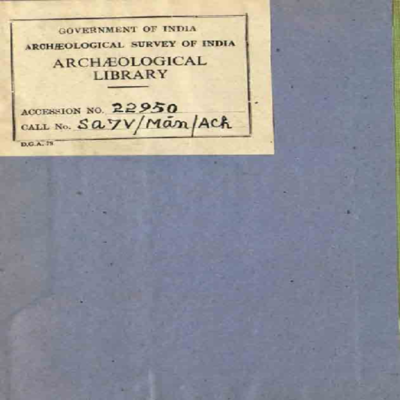 GOVERNMENT OF INDIA
ARCHÆOLOGICAL SURVEY OF INDIA
ARCHÆOLOGICAL
LIBRARY
ACCESSION NO. 22950
CALL No. Sa7V/Mān/Ach
D.G.A. 79